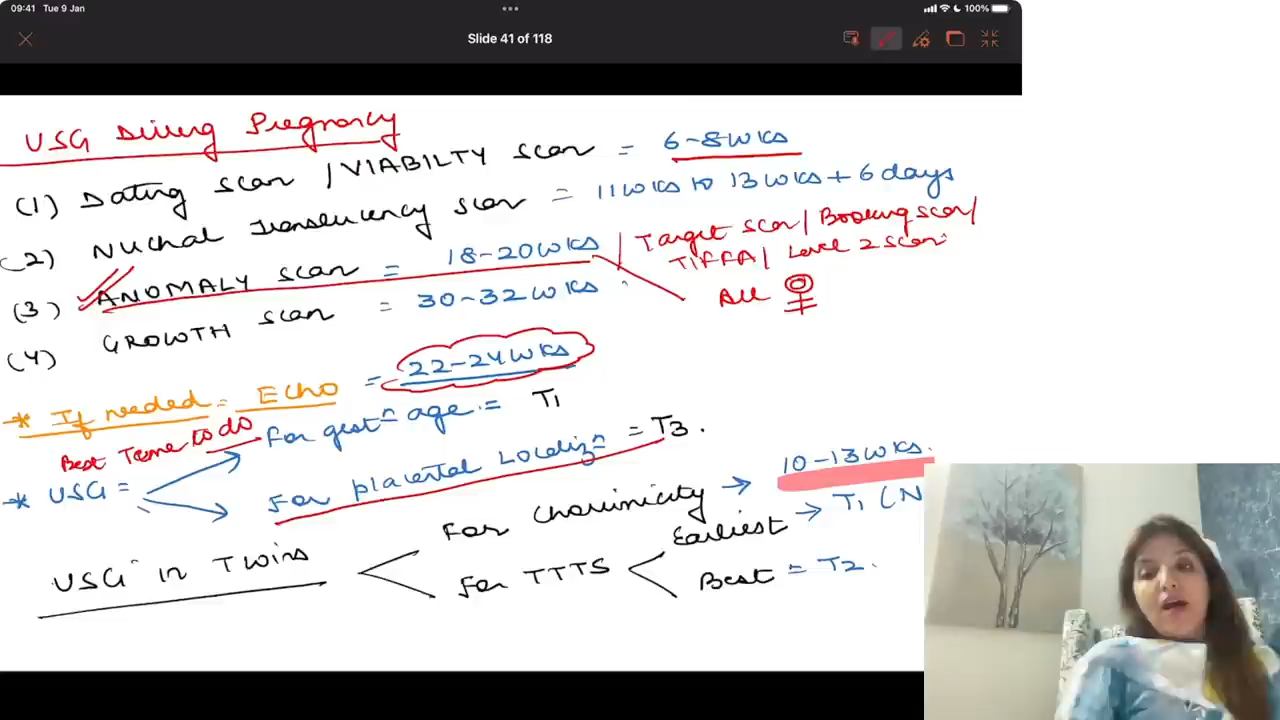 09:41 Tue 9 Jan
100%
Slide 41 of 118
USG During Pregnancy
(1) Dating scan / VIABILTY scan = 6-8 wks
(2) Nuchal Translucency scan = 11 wks to 13 wks + 6 days
(3) ANOMALY scan = 18-20 wks / Target scan / Booking scan /
TIFFA / Level 2 scan
All
(4) GROWTH scan = 30-32 wks
* If needed = Echo = 22-24 wks
Best Time to do
* USG = For gest^n age = T1
For placental Localiz^n = T3.
USG in Twins
For Chorionicity → 10-13 wks.
For TTTS
Earliest → T1 (N
Best = T2.